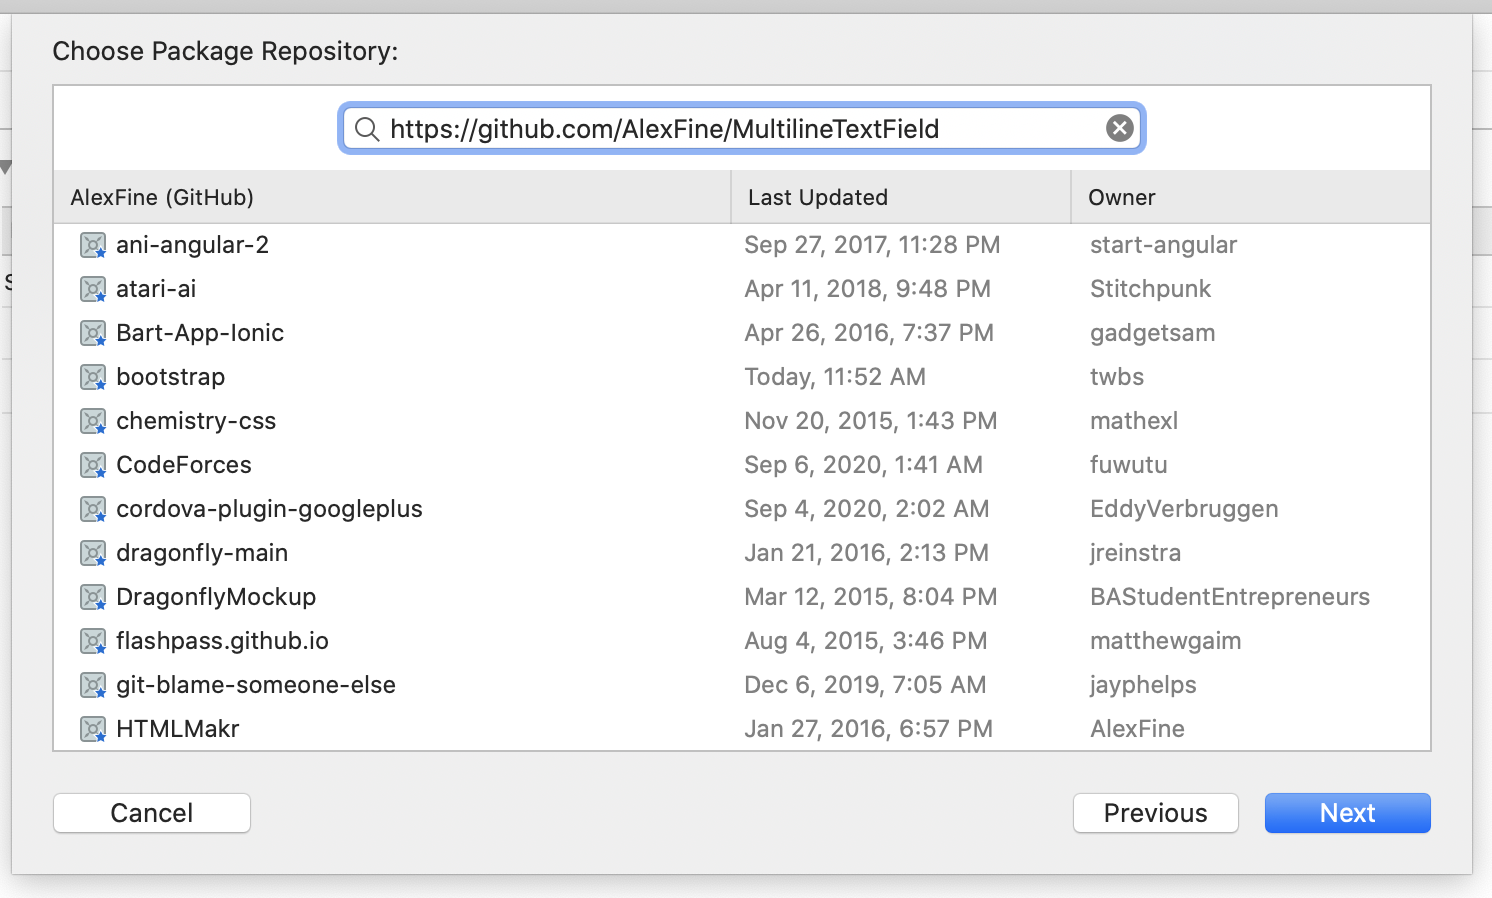 Choose Package Repository:
https://github.com/AlexFine/MultilineTextField
AlexFine (GitHub) Last Updated Owner
ani-angular-2 Sep 27, 2017, 11:28 PM start-angular
atari-ai Apr 11, 2018, 9:48 PM Stitchpunk
Bart-App-Ionic Apr 26, 2016, 7:37 PM gadgetsam
bootstrap Today, 11:52 AM twbs
chemistry-css Nov 20, 2015, 1:43 PM mathexl
CodeForces Sep 6, 2020, 1:41 AM fuwutu
cordova-plugin-googleplus Sep 4, 2020, 2:02 AM EddyVerbruggen
dragonfly-main Jan 21, 2016, 2:13 PM jreinstra
DragonflyMockup Mar 12, 2015, 8:04 PM BAStudentEntrepreneurs
flashpass.github.io Aug 4, 2015, 3:46 PM matthewgaim
git-blame-someone-else Dec 6, 2019, 7:05 AM jayphelps
HTMLMakr Jan 27, 2016, 6:57 PM AlexFine
Cancel Previous Next